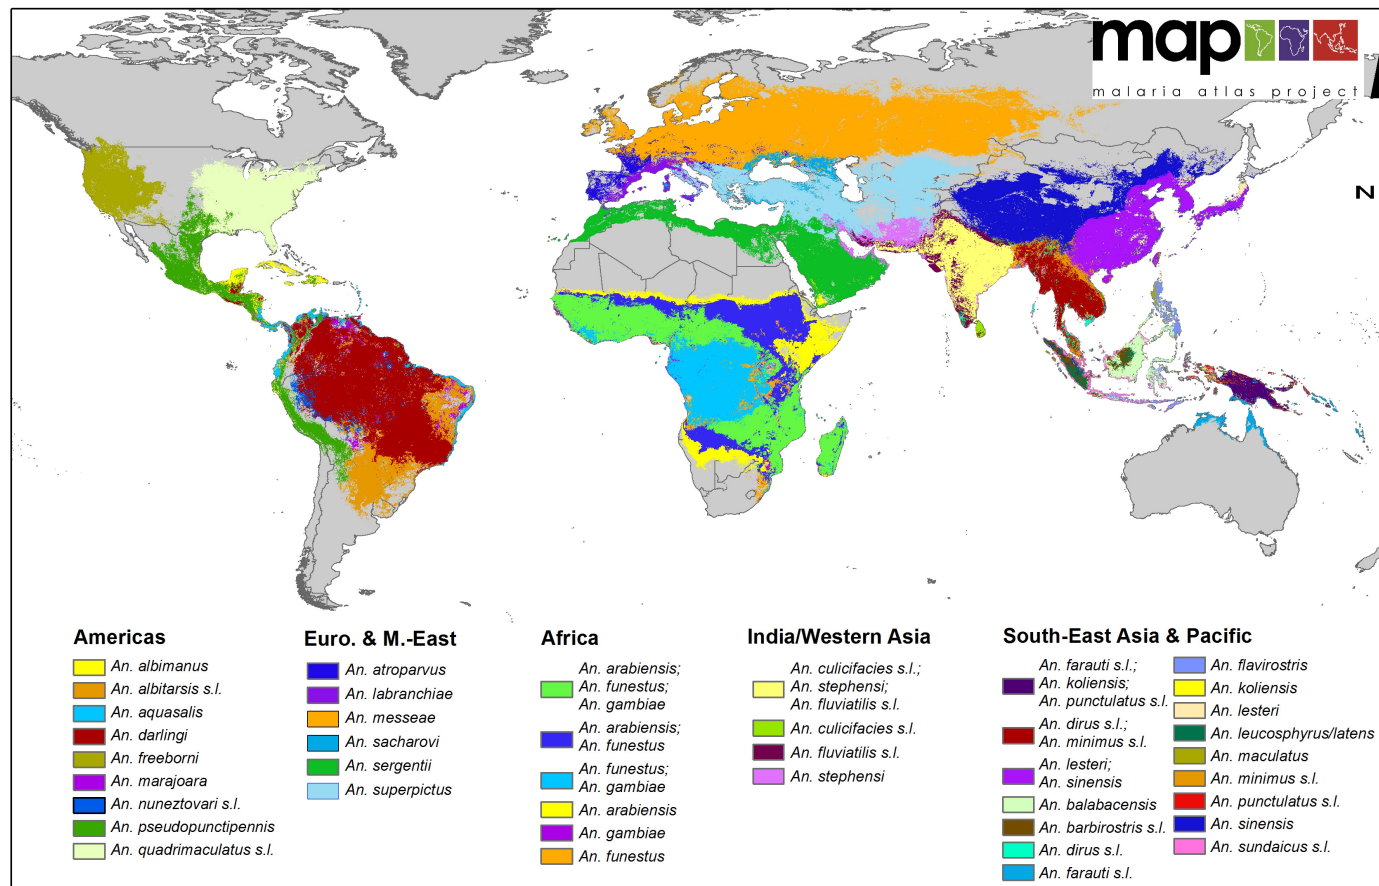 map
malaria atlas project
Z
Americas
An. albimanus
An. albitarsis s.l.
An. aquasalis
An. darlingi
An. freeborni
An. marajoara
An. nuneztovari s.l.
An. pseudopunctipennis
An. quadrimaculatus s.l.
Euro. & M.-East
An. atroparvus
An. labranchiae
An. messeae
An. sacharovi
An. sergentii
An. superpictus
Africa
An. arabiensis;
An. funestus;
An. gambiae
An. arabiensis;
An. funestus
An. funestus;
An. gambiae
An. arabiensis
An. gambiae
An. funestus
India/Western Asia
An. culicifacies s.l.;
An. stephensi;
An. fluviatilis s.l.
An. culicifacies s.l.
An. fluviatilis s.l.
An. stephensi
South-East Asia & Pacific
An. farauti s.l.;
An. koliensis;
An. punctulatus s.l.
An. dirus s.l.;
An. minimus s.l.
An. lesteri;
An. sinensis
An. balabacensis
An. barbirostris s.l.
An. dirus s.l.
An. farauti s.l.
An. flavirostris
An. koliensis
An. lesteri
An. leucosphyrus/latens
An. maculatus
An. minimus s.l.
An. punctulatus s.l.
An. sinensis
An. sundaicus s.l.